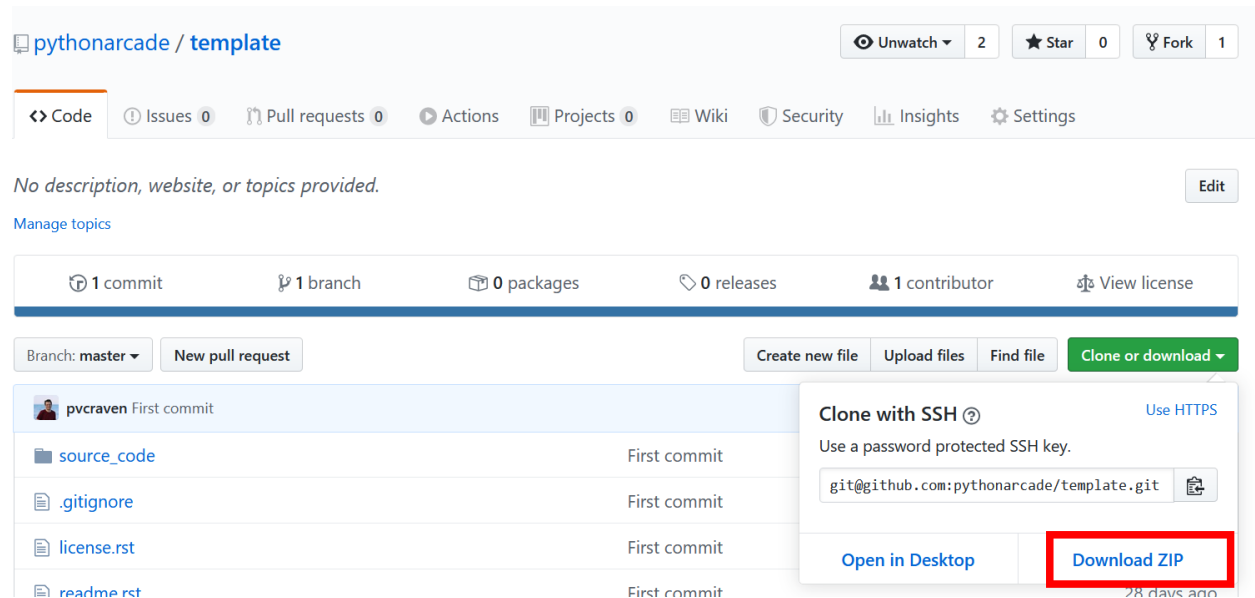 pythonarcade / template
Unwatch 2 Star 0 Fork 1
Code Issues 0 Pull requests 0 Actions Projects 0 Wiki Security Insights Settings
No description, website, or topics provided. Edit
Manage topics
1 commit 1 branch 0 packages 0 releases 1 contributor View license
Branch: master New pull request Create new file Upload files Find file Clone or download
pvcraven First commit
source_code First commit
.gitignore First commit
license.rst First commit
readme.rst First commit 28 days ago
Clone with SSH ? Use HTTPS
Use a password protected SSH key.
git@github.com:pythonarcade/template.git
Open in Desktop Download ZIP